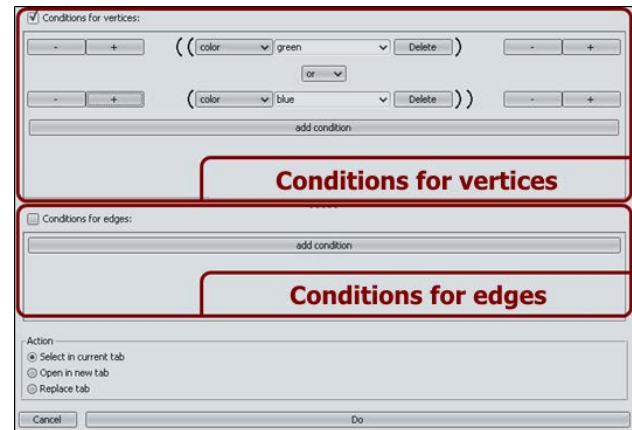 Conditions for vertices:
- + ( ( color green Delete ) - +
or
- + ( color blue Delete ) ) - +
add condition
Conditions for vertices
Conditions for edges:
add condition
Conditions for edges
Action
Select in current tab
Open in new tab
Replace tab
Cancel Do